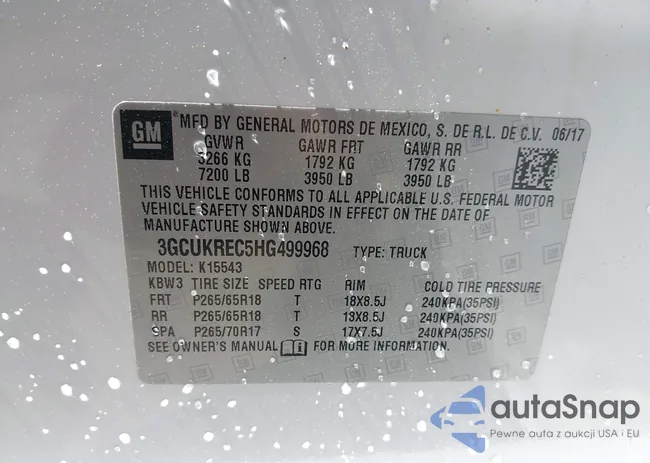 GM MFD BY GENERAL MOTORS DE MEXICO, S. DE R.L. DE C.V. 06/17
GVWR GAWR FRT GAWR RR
3266 KG 1792 KG 1792 KG
7200 LB 3950 LB 3950 LB
THIS VEHICLE CONFORMS TO ALL APPLICABLE U.S. FEDERAL MOTOR
VEHICLE SAFETY STANDARDS IN EFFECT ON THE DATE OF
MANUFACTURE SHOWN ABOVE.
3GCUKREC5HG499968 TYPE: TRUCK
MODEL: K15543
KBW3 TIRE SIZE SPEED RTG RIM COLD TIRE PRESSURE
FRT P265/65R18 T 18X8.5J 240KPA(35PSI)
RR P265/65R18 T 18X8.5J 240KPA(35PSI)
SPA P265/70R17 S 17X7.5J 240KPA(35PSI)
SEE OWNER'S MANUAL FOR MORE INFORMATION.
autaSnap
Pewne auta z aukcji USA i EU